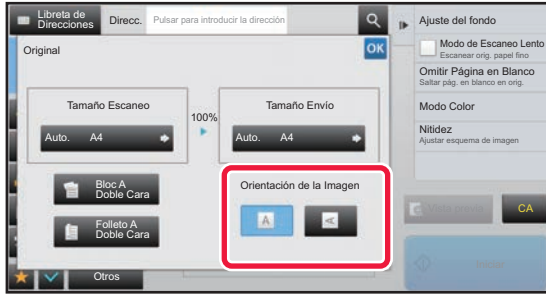 Libreta de
Direcciones
Direcc.
Pulsar para introducir la dirección
Original
OK
Tamaño Escaneo
Auto. A4
100%
Tamaño Envío
Auto. A4
Bloc A
Doble Cara
Folleto A
Doble Cara
Orientación de la Imagen
A
A
Otros
Ajuste del fondo
Modo de Escaneo Lento
Escanear orig. papel fino
Omitir Página en Blanco
Saltar pág. en blanco en orig.
Modo Color
Nitidez
Ajustar esquema de imagen
CA